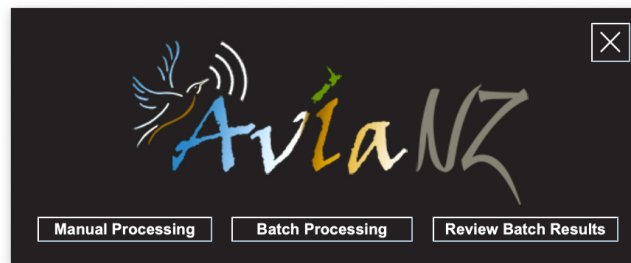 AviaNZ
Manual Processing
Batch Processing
Review Batch Results